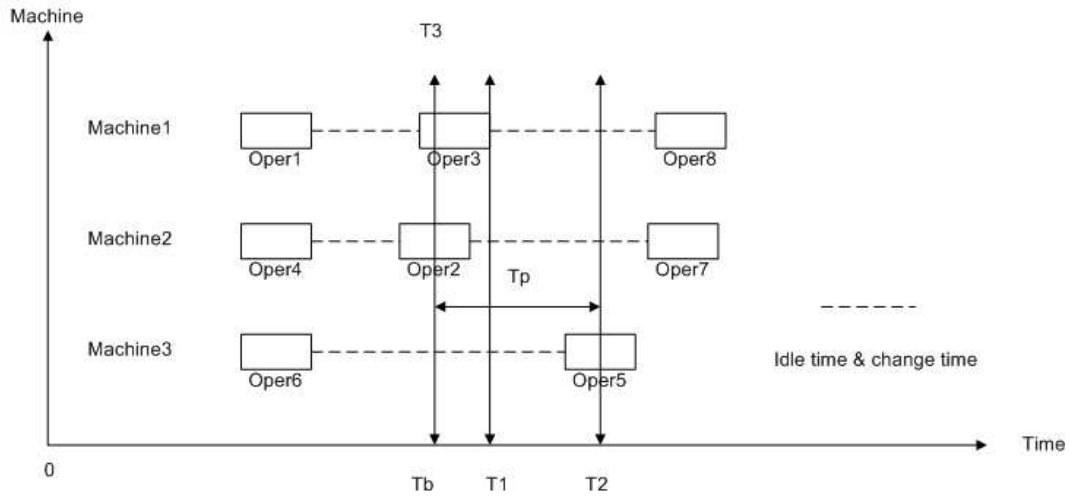 Machine
T3
Machine1
Oper1
Oper3
Oper8
Machine2
Oper4
Oper2
Oper7
Tp
Machine3
Oper6
Oper5
Idle time & change time
Time
0
Tb
T1
T2